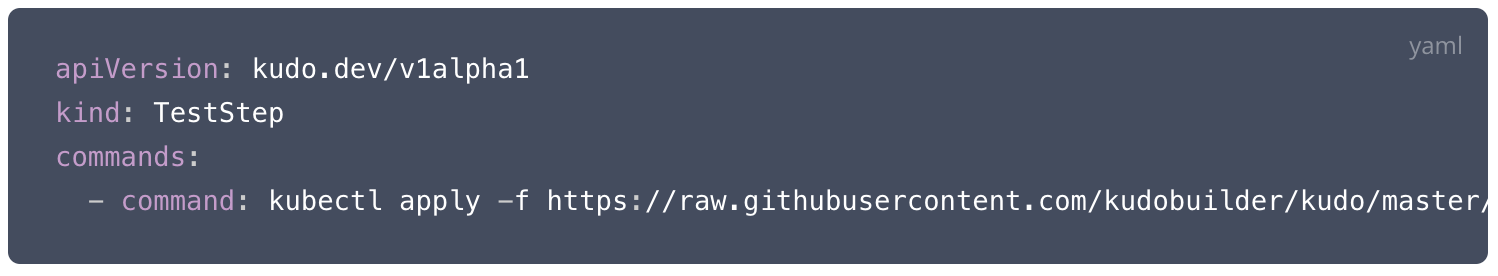 yaml
apiVersion: kudo.dev/v1alpha1
kind: TestStep
commands:
  - command: kubectl apply -f https://raw.githubusercontent.com/kudobuilder/kudo/master/